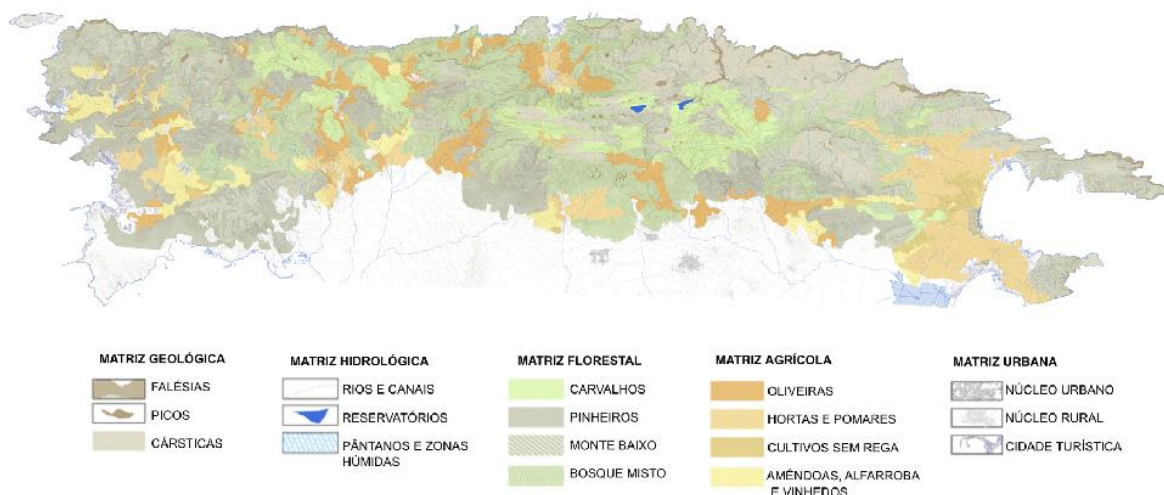 MATRIZ GEOLÓGICA
FALÉSIAS
PICOS
CÁRSTICAS
MATRIZ HIDROLÓGICA
RIOS E CANAIS
RESERVATÓRIOS
PÂNTANOS E ZONAS
HÚMIDAS
MATRIZ FLORESTAL
CARVALHOS
PINHEIROS
MONTE BAIXO
BOSQUE MISTO
MATRIZ AGRÍCOLA
OLIVEIRAS
HORTAS E POMARES
CULTIVOS SEM REGA
AMÊNDOAS, ALFARROBA
E VINHEDOS
MATRIZ URBANA
NÚCLEO URBANO
NÚCLEO RURAL
CIDADE TURÍSTICA